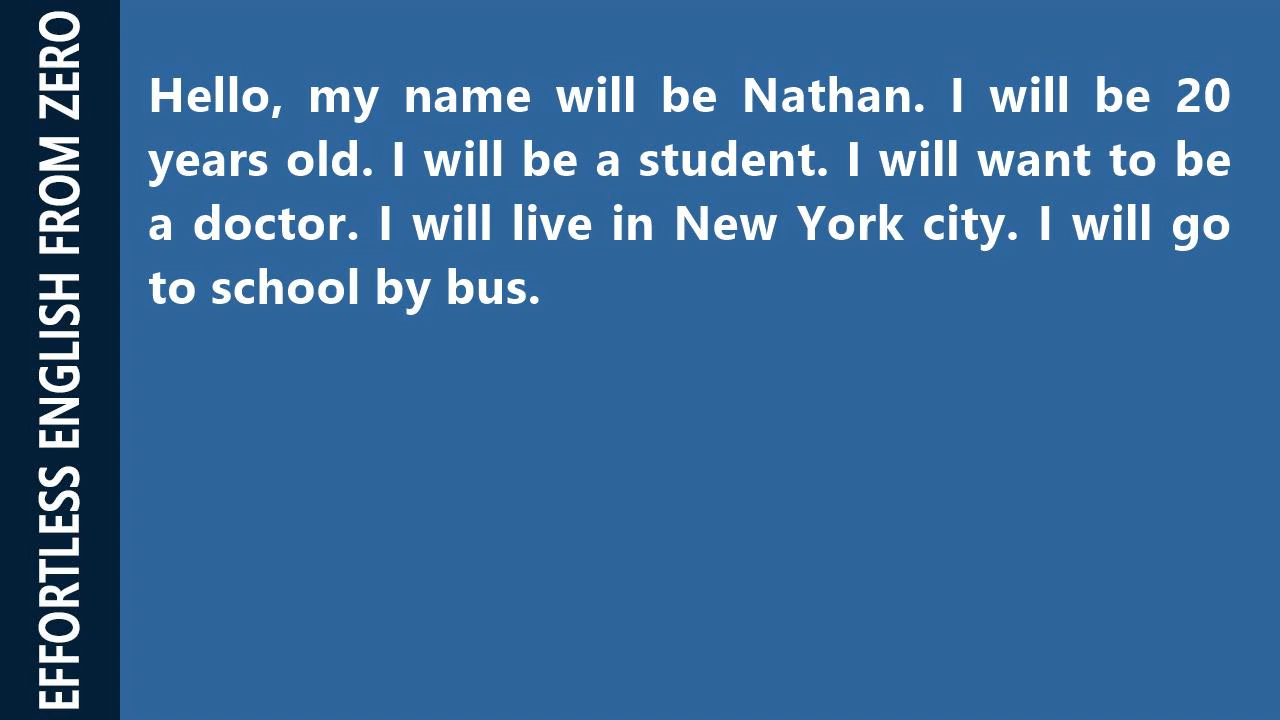 EFFORTLESS ENGLISH FROM ZERO
Hello, my name will be Nathan. I will be 20
years old. I will be a student. I will want to be
a doctor. I will live in New York city. I will go
to school by bus.